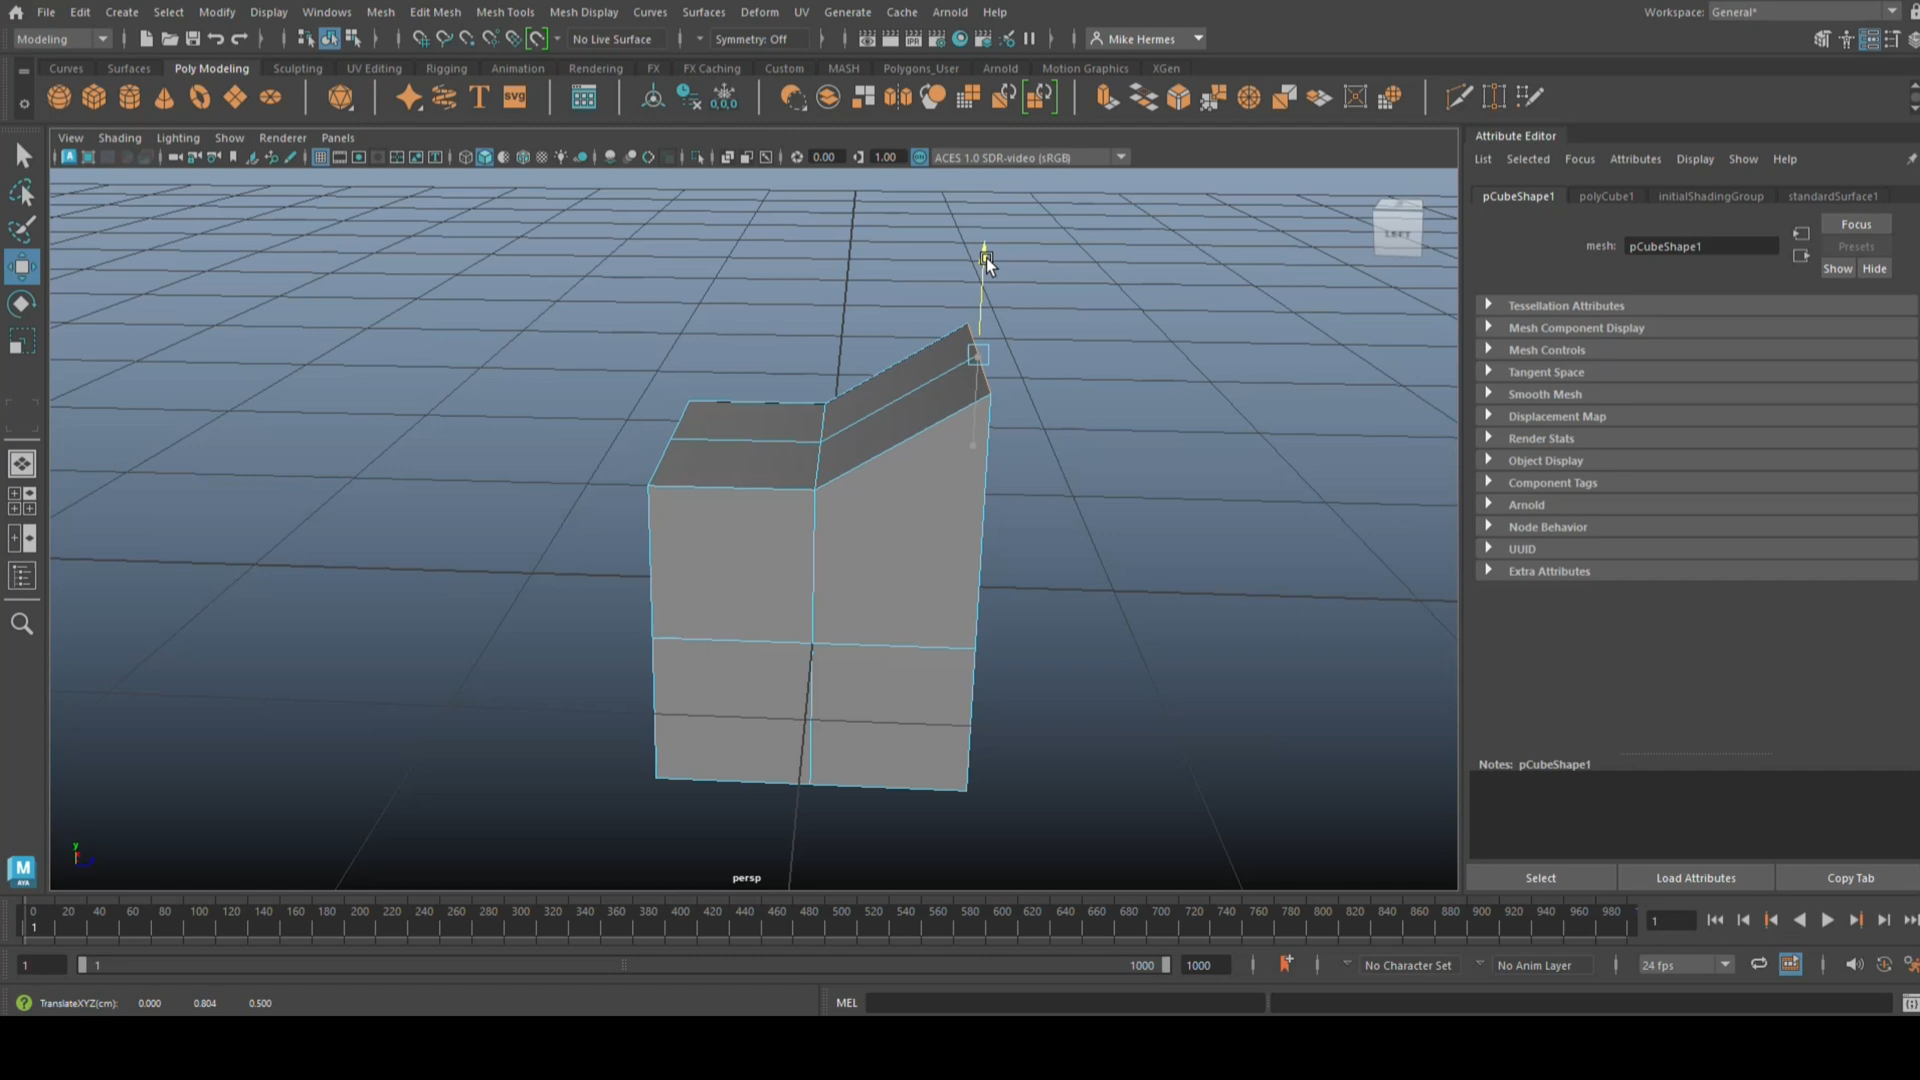 File Edit Create Select Modify Display Windows Mesh Edit Mesh Mesh Tools Mesh Display Curves Surfaces Deform UV Generate Cache Arnold Help Workspace: General*
Modeling No Live Surface Symmetry: Off IPR Mike Hermes
Curves Surfaces Poly Modeling Sculpting UV Editing Rigging Animation Rendering FX FX Caching Custom MASH Polygons_User Arnold Motion Graphics XGen
T SVG 0,0,0
View Shading Lighting Show Renderer Panels
0.00 1.00 ACES 1.0 SDR-video (sRGB)
Attribute Editor
List Selected Focus Attributes Display Show Help
pCubeShape1 polyCube1 initialShadingGroup standardSurface1
Focus
mesh: pCubeShape1 Presets
Show Hide
Tessellation Attributes
Mesh Component Display
Mesh Controls
Tangent Space
Smooth Mesh
Displacement Map
Render Stats
Object Display
Component Tags
Arnold
Node Behavior
UUID
Extra Attributes
Notes: pCubeShape1
Select Load Attributes Copy Tab
LEFT
y
persp
M
AYA
0 20 40 60 80 100 120 140 160 180 200 220 240 260 280 300 320 340 360 380 400 420 440 460 480 500 520 540 560 580 600 620 640 660 680 700 720 740 760 780 800 820 840 860 880 900 920 940 960 980
1 1
1 1 1000 1000 No Character Set No Anim Layer 24 fps
TranslateXYZ(cm): 0.000 0.804 0.500 MEL